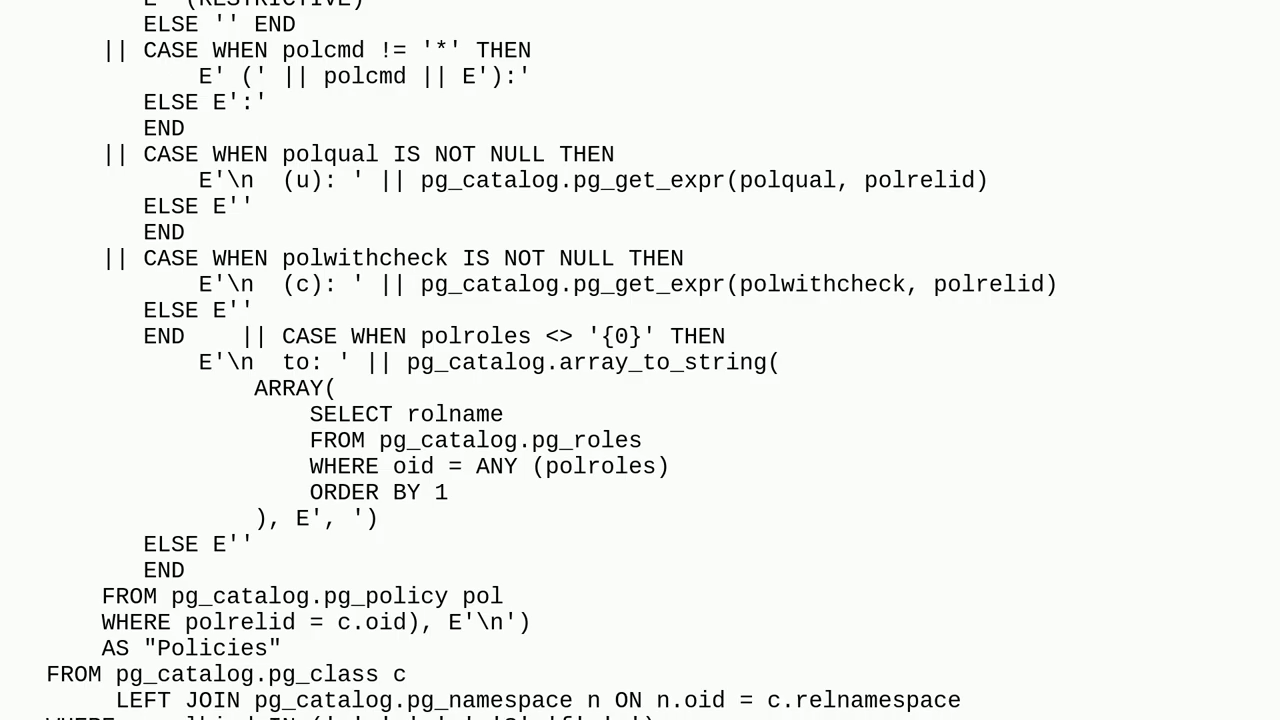 E' (RESTRICTIVE)'
ELSE '' END
|| CASE WHEN polcmd != '*' THEN
E' (' || polcmd || E'):'
ELSE E':'
END
|| CASE WHEN polqual IS NOT NULL THEN
E'\n  (u): ' || pg_catalog.pg_get_expr(polqual, polrelid)
ELSE E''
END
|| CASE WHEN polwithcheck IS NOT NULL THEN
E'\n  (c): ' || pg_catalog.pg_get_expr(polwithcheck, polrelid)
ELSE E''
END    || CASE WHEN polroles <> '{0}' THEN
E'\n  to: ' || pg_catalog.array_to_string(
ARRAY(
SELECT rolname
FROM pg_catalog.pg_roles
WHERE oid = ANY (polroles)
ORDER BY 1
), E', ')
ELSE E''
END
FROM pg_catalog.pg_policy pol
WHERE polrelid = c.oid), E'\n')
AS "Policies"
FROM pg_catalog.pg_class c
LEFT JOIN pg_catalog.pg_namespace n ON n.oid = c.relnamespace
WHERE